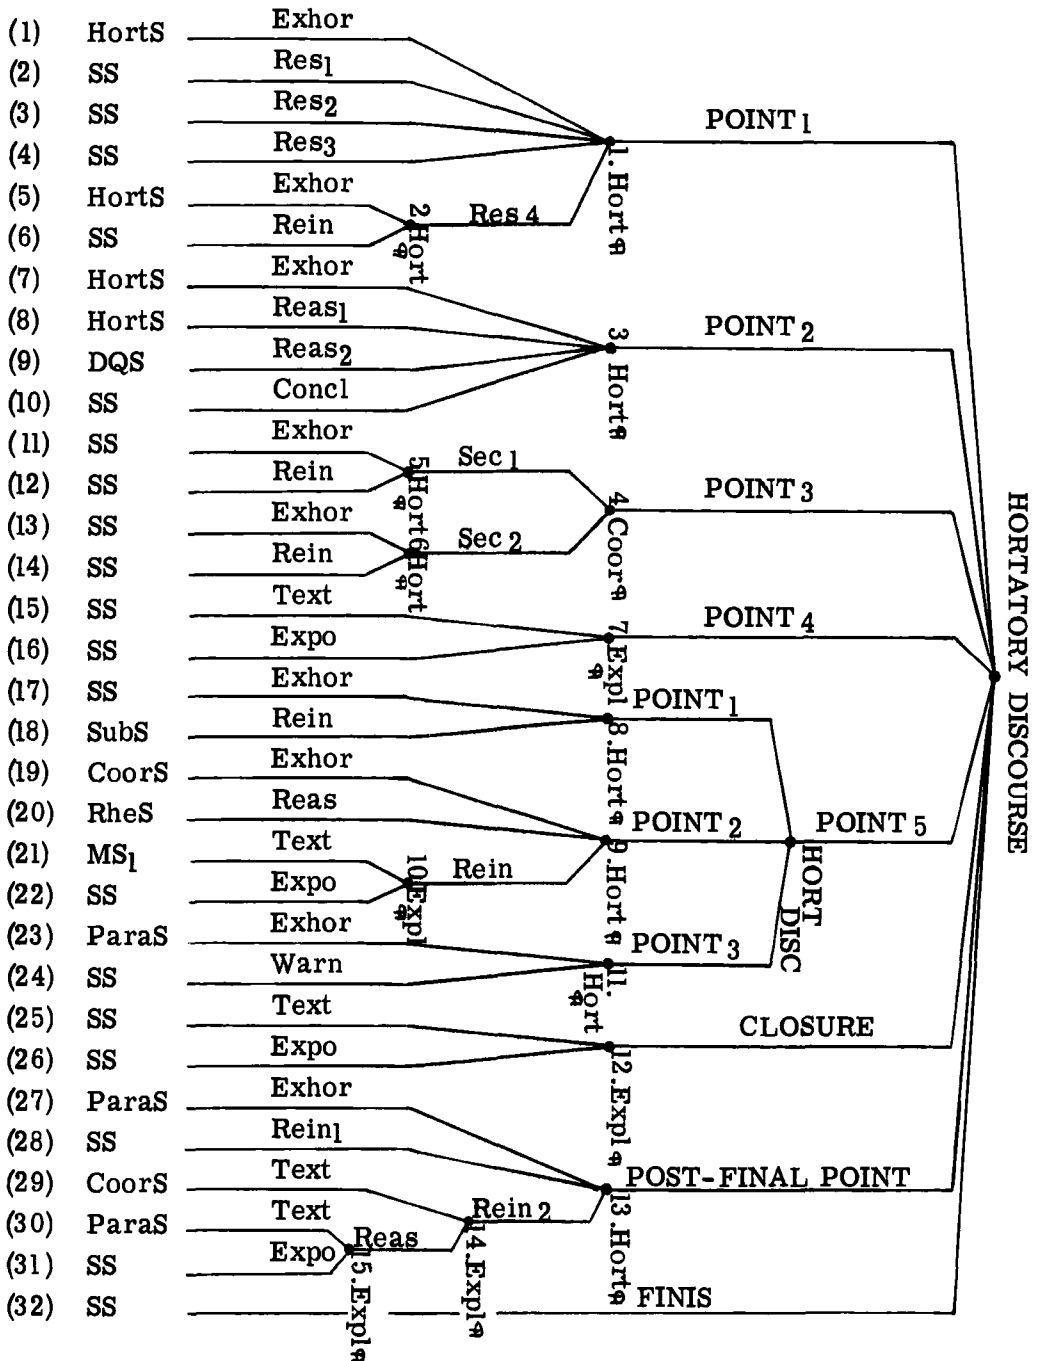 (1) HortS Exhor
(2) SS Res1
(3) SS Res2 POINT 1
(4) SS Res3 1. Hort¶
(5) HortS Exhor
(6) SS Rein 2 Hort ¶ Res 4
(7) HortS Exhor
(8) HortS Reas1 POINT 2
(9) DQS Reas2 3 Hort¶
(10) SS Concl
(11) SS Exhor
(12) SS Rein 5 Hort ¶ Sec 1 POINT 3
(13) SS Exhor 4 Coor¶
(14) SS Rein 6 Hort ¶ Sec 2
(15) SS Text POINT 4
(16) SS Expo 7. Expl ¶
(17) SS Exhor POINT 1
(18) SubS Rein 8. Hort¶
(19) CoorS Exhor
(20) RheS Reas POINT 2 POINT 5
(21) MS1 Text 9. Hort¶
(22) SS Expo 10 Expl ¶ Rein HORT DISC
(23) ParaS Exhor POINT 3
(24) SS Warn 11. Hort ¶
(25) SS Text CLOSURE
(26) SS Expo 12. Expl¶
(27) ParaS Exhor
(28) SS Rein1
(29) CoorS Text POST-FINAL POINT
(30) ParaS Text Rein 2 13. Hort¶
(31) SS Expo Reas 14. Expl¶
15. Expl¶
(32) SS FINIS
HORTATORY DISCOURSE